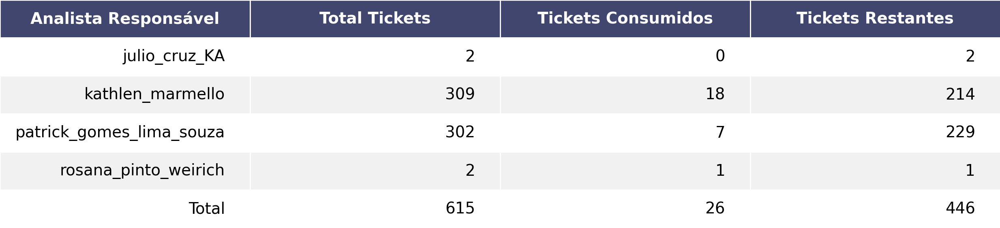 Analista Responsável Total Tickets Tickets Consumidos Tickets Restantes
julio_cruz_KA 2 0 2
kathlen_marmello 309 18 214
patrick_gomes_lima_souza 302 7 229
rosana_pinto_weirich 2 1 1
Total 615 26 446